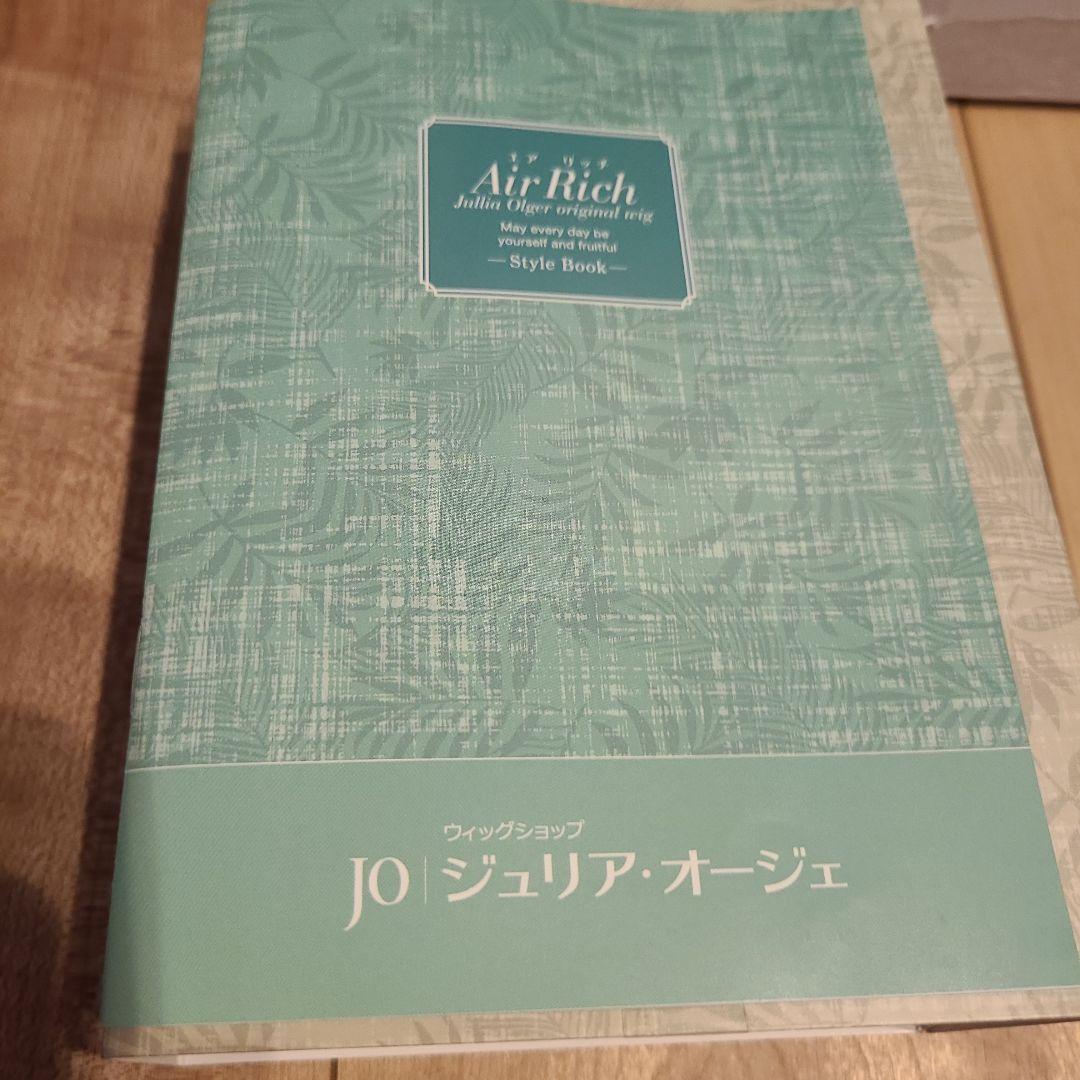 エア リッチ
Air Rich
Jullia Olger original wig
May every day be
yourself and fruitful
Style Book
ウィッグショップ
JO ジュリア・オージェ